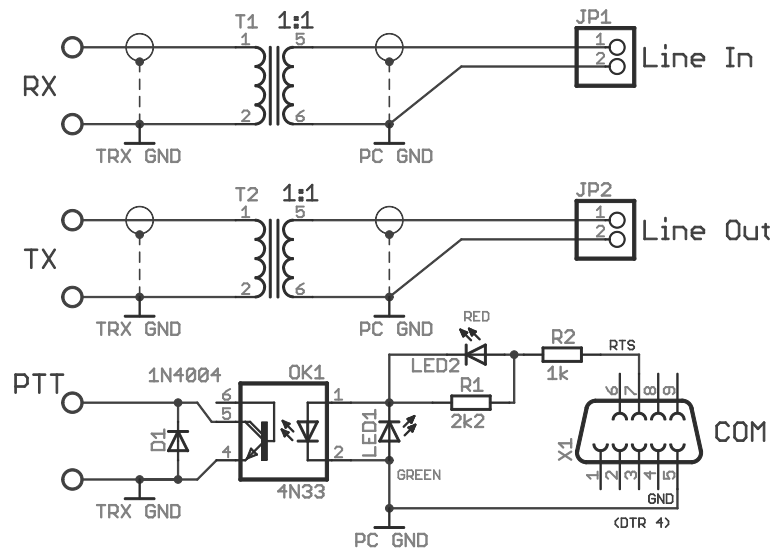 T1 1:1 JP1
1 5 1
RX 2 Line In
2 6
TRX GND PC GND
T2 1:1 JP2
1 5 1
TX 2 Line Out
2 6
TRX GND PC GND
RED
R2 RTS
LED2
1k
1N4004 OK1
PTT 6 1 R1 6 7 8 9
5
D1 LED1 2k2 X1 COM
4 2
GREEN 1 2 3 4 5
4N33
GND
TRX GND
(DTR 4)
PC GND